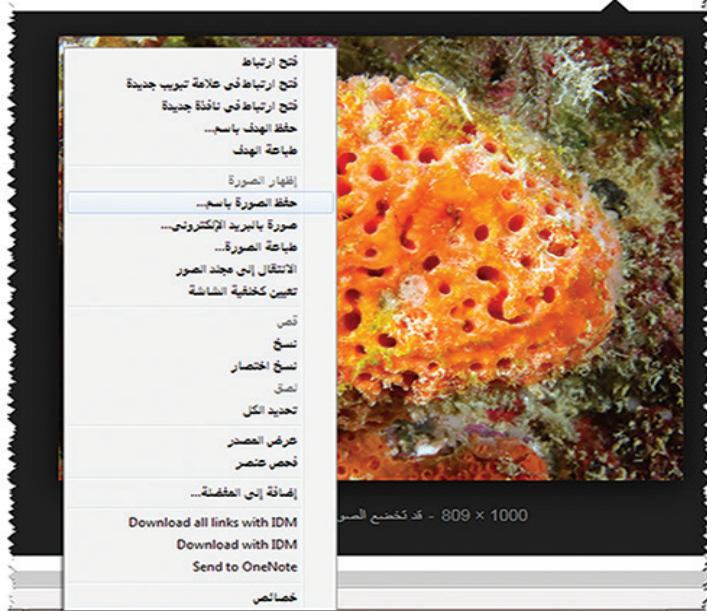 فتح ارتباط
فتح ارتباط في علامة تبويب جديدة
فتح ارتباط في نافذة جديدة
حفظ الهدف باسم...
طباعة الهدف
إظهار الصورة
حفظ الصورة باسم...
صورة بالبريد الإلكتروني...
طباعة الصورة...
الانتقال إلى مجلد الصور
تعيين كخلفية الشاشة
قص
نسخ
نسخ اختصار
لصق
تحديد الكل
عرض المصدر
فحص عنصر
إضافة إلى المفضلة...
Download all links with IDM
Download with IDM
Send to OneNote
خصائص
1000 × 809 - قد تخضع